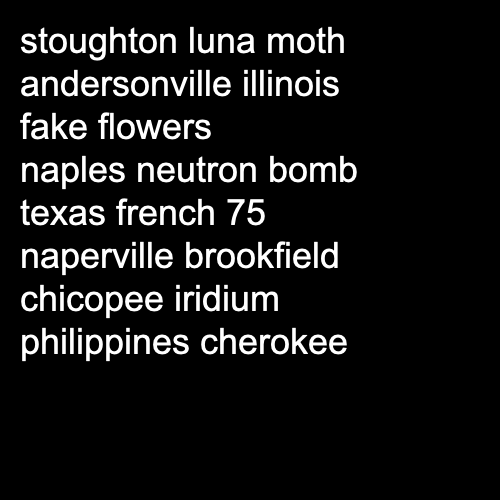 stoughton luna moth
andersonville illinois
fake flowers
naples neutron bomb
texas french 75
naperville brookfield
chicopee iridium
philippines cherokee